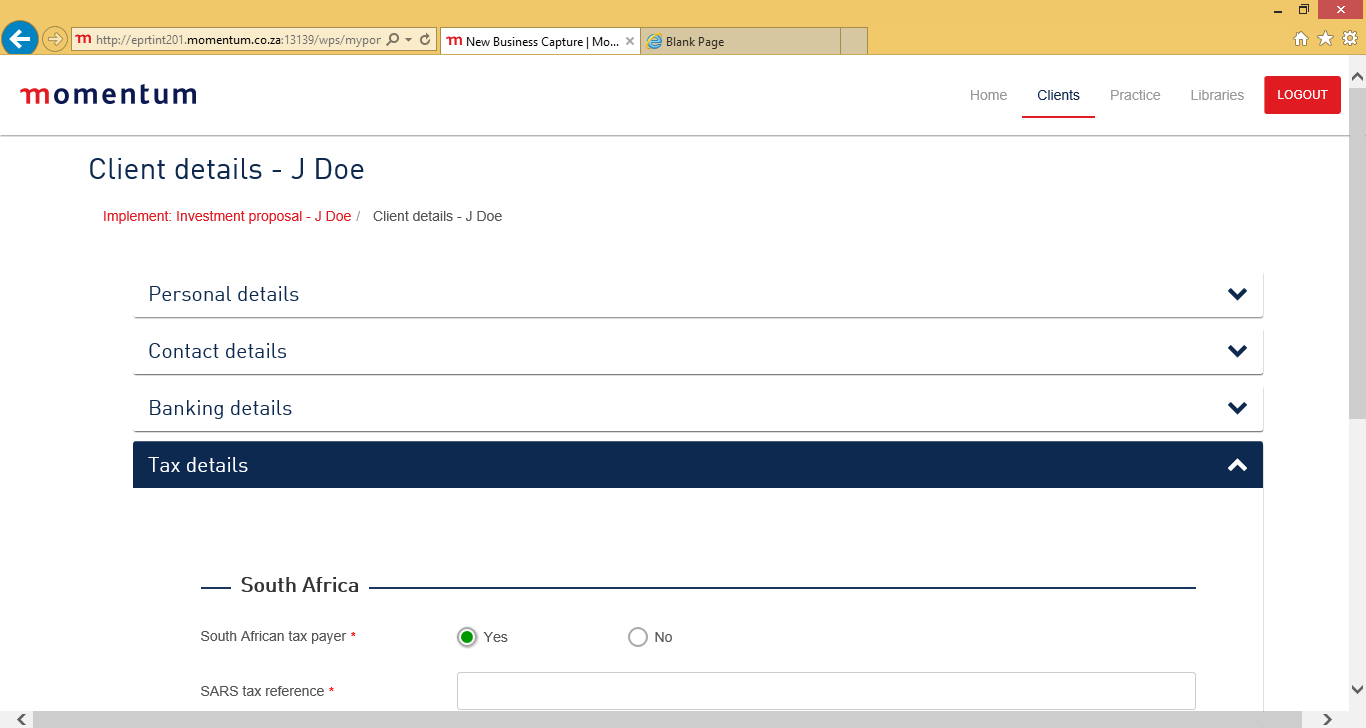 http://eprtint201.momentum.co.za:13139/wps/mypor
New Business Capture | Mo...
Blank Page
momentum
Home
Clients
Practice
Libraries
LOGOUT
Client details - J Doe
Implement: Investment proposal - J Doe / Client details - J Doe
Personal details
Contact details
Banking details
Tax details
South Africa
South African tax payer * Yes No
SARS tax reference *